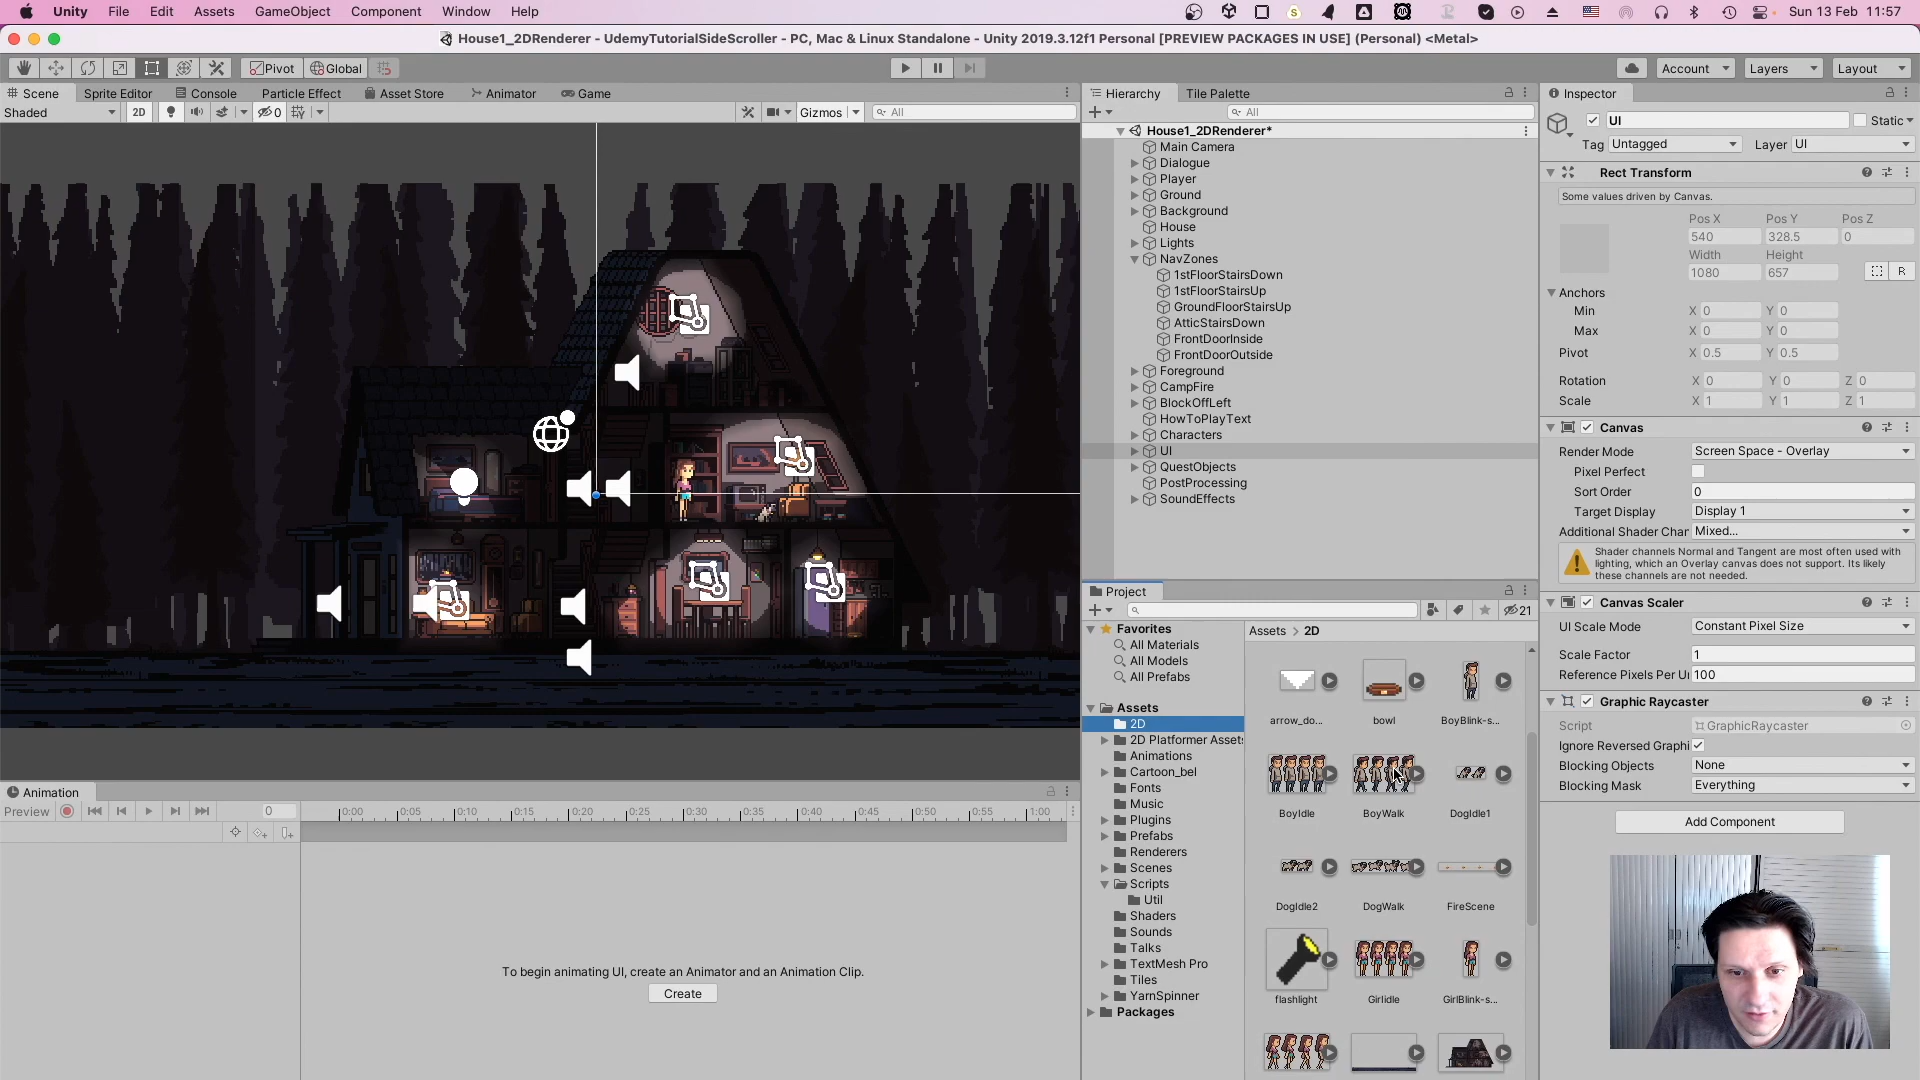 Unity File Edit Assets GameObject Component Window Help
Sun 13 Feb 11:57
House1_2DRenderer - UdemyTutorialSideScroller - PC, Mac & Linux Standalone - Unity 2019.3.12f1 Personal [PREVIEW PACKAGES IN USE] (Personal) <Metal>
Pivot Global
Account Layers Layout
Scene Sprite Editor Console Particle Effect Asset Store Animator Game
Shaded 2D 0 Gizmos All
Hierarchy Tile Palette
All
House1_2DRenderer*
Main Camera
Dialogue
Player
Ground
Background
House
Lights
NavZones
1stFloorStairsDown
1stFloorStairsUp
GroundFloorStairsUp
AtticStairsDown
FrontDoorInside
FrontDoorOutside
Foreground
CampFire
BlockOffLeft
HowToPlayText
Characters
UI
QuestObjects
PostProcessing
SoundEffects
Project
21
Favorites
All Materials
All Models
All Prefabs
Assets
2D
2D Platformer Assets
Animations
Cartoon_bel
Fonts
Music
Plugins
Prefabs
Renderers
Scenes
Scripts
Util
Shaders
Sounds
Talks
TextMesh Pro
Tiles
YarnSpinner
Packages
Assets > 2D
arrow_do... bowl BoyBlink-s...
BoyIdle BoyWalk DogIdle1
DogIdle2 DogWalk FireScene
flashlight GirlIdle GirlBlink-s...
Inspector
UI Static
Tag Untagged Layer UI
Rect Transform
Some values driven by Canvas.
Pos X Pos Y Pos Z
540 328.5 0
Width Height
1080 657 R
Anchors
Min X 0 Y 0
Max X 0 Y 0
Pivot X 0.5 Y 0.5
Rotation X 0 Y 0 Z 0
Scale X 1 Y 1 Z 1
Canvas
Render Mode Screen Space - Overlay
Pixel Perfect
Sort Order 0
Target Display Display 1
Additional Shader Char Mixed...
Shader channels Normal and Tangent are most often used with
lighting, which an Overlay canvas does not support. Its likely
these channels are not needed.
Canvas Scaler
UI Scale Mode Constant Pixel Size
Scale Factor 1
Reference Pixels Per U 100
Graphic Raycaster
Script GraphicRaycaster
Ignore Reversed Graphi
Blocking Objects None
Blocking Mask Everything
Add Component
Animation
Preview 0 0:00 0:05 0:10 0:15 0:20 0:25 0:30 0:35 0:40 0:45 0:50 0:55 1:00
To begin animating UI, create an Animator and an Animation Clip.
Create